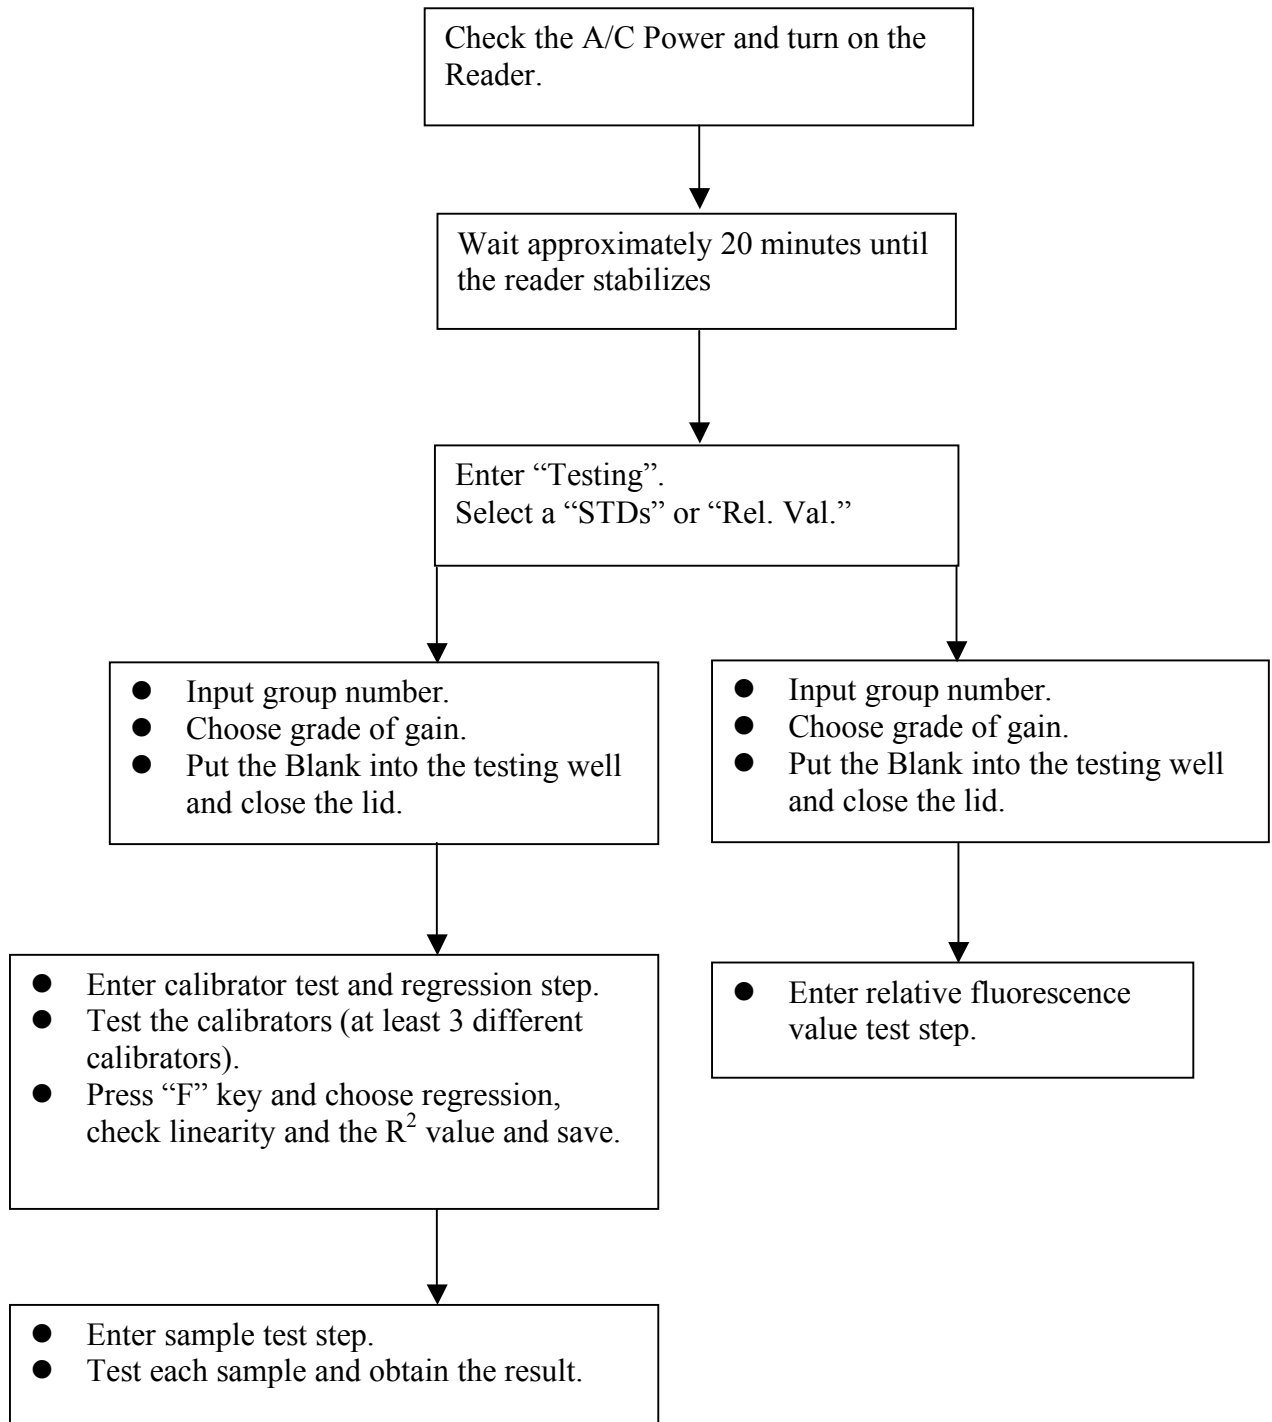 Check the A/C Power and turn on the
Reader.
Wait approximately 20 minutes until
the reader stabilizes
Enter “Testing”.
Select a “STDs” or “Rel. Val.”
● Input group number.
● Choose grade of gain.
● Put the Blank into the testing well
and close the lid.
● Input group number.
● Choose grade of gain.
● Put the Blank into the testing well
and close the lid.
● Enter calibrator test and regression step.
● Test the calibrators (at least 3 different
calibrators).
● Press “F” key and choose regression,
check linearity and the R² value and save.
● Enter relative fluorescence
value test step.
● Enter sample test step.
● Test each sample and obtain the result.